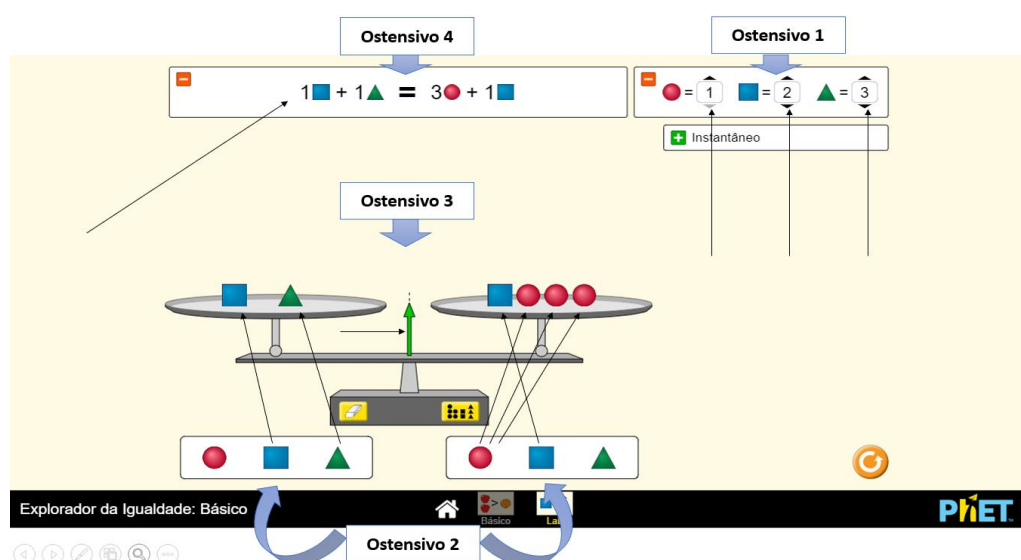 Ostensivo 4
Ostensivo 1
1■ + 1▲ = 3● + 1■
● = 1 ■ = 2 ▲ = 3
Instantâneo
Ostensivo 3
Explorador da Igualdade: Básico
Básico
Lab
PhET
Ostensivo 2